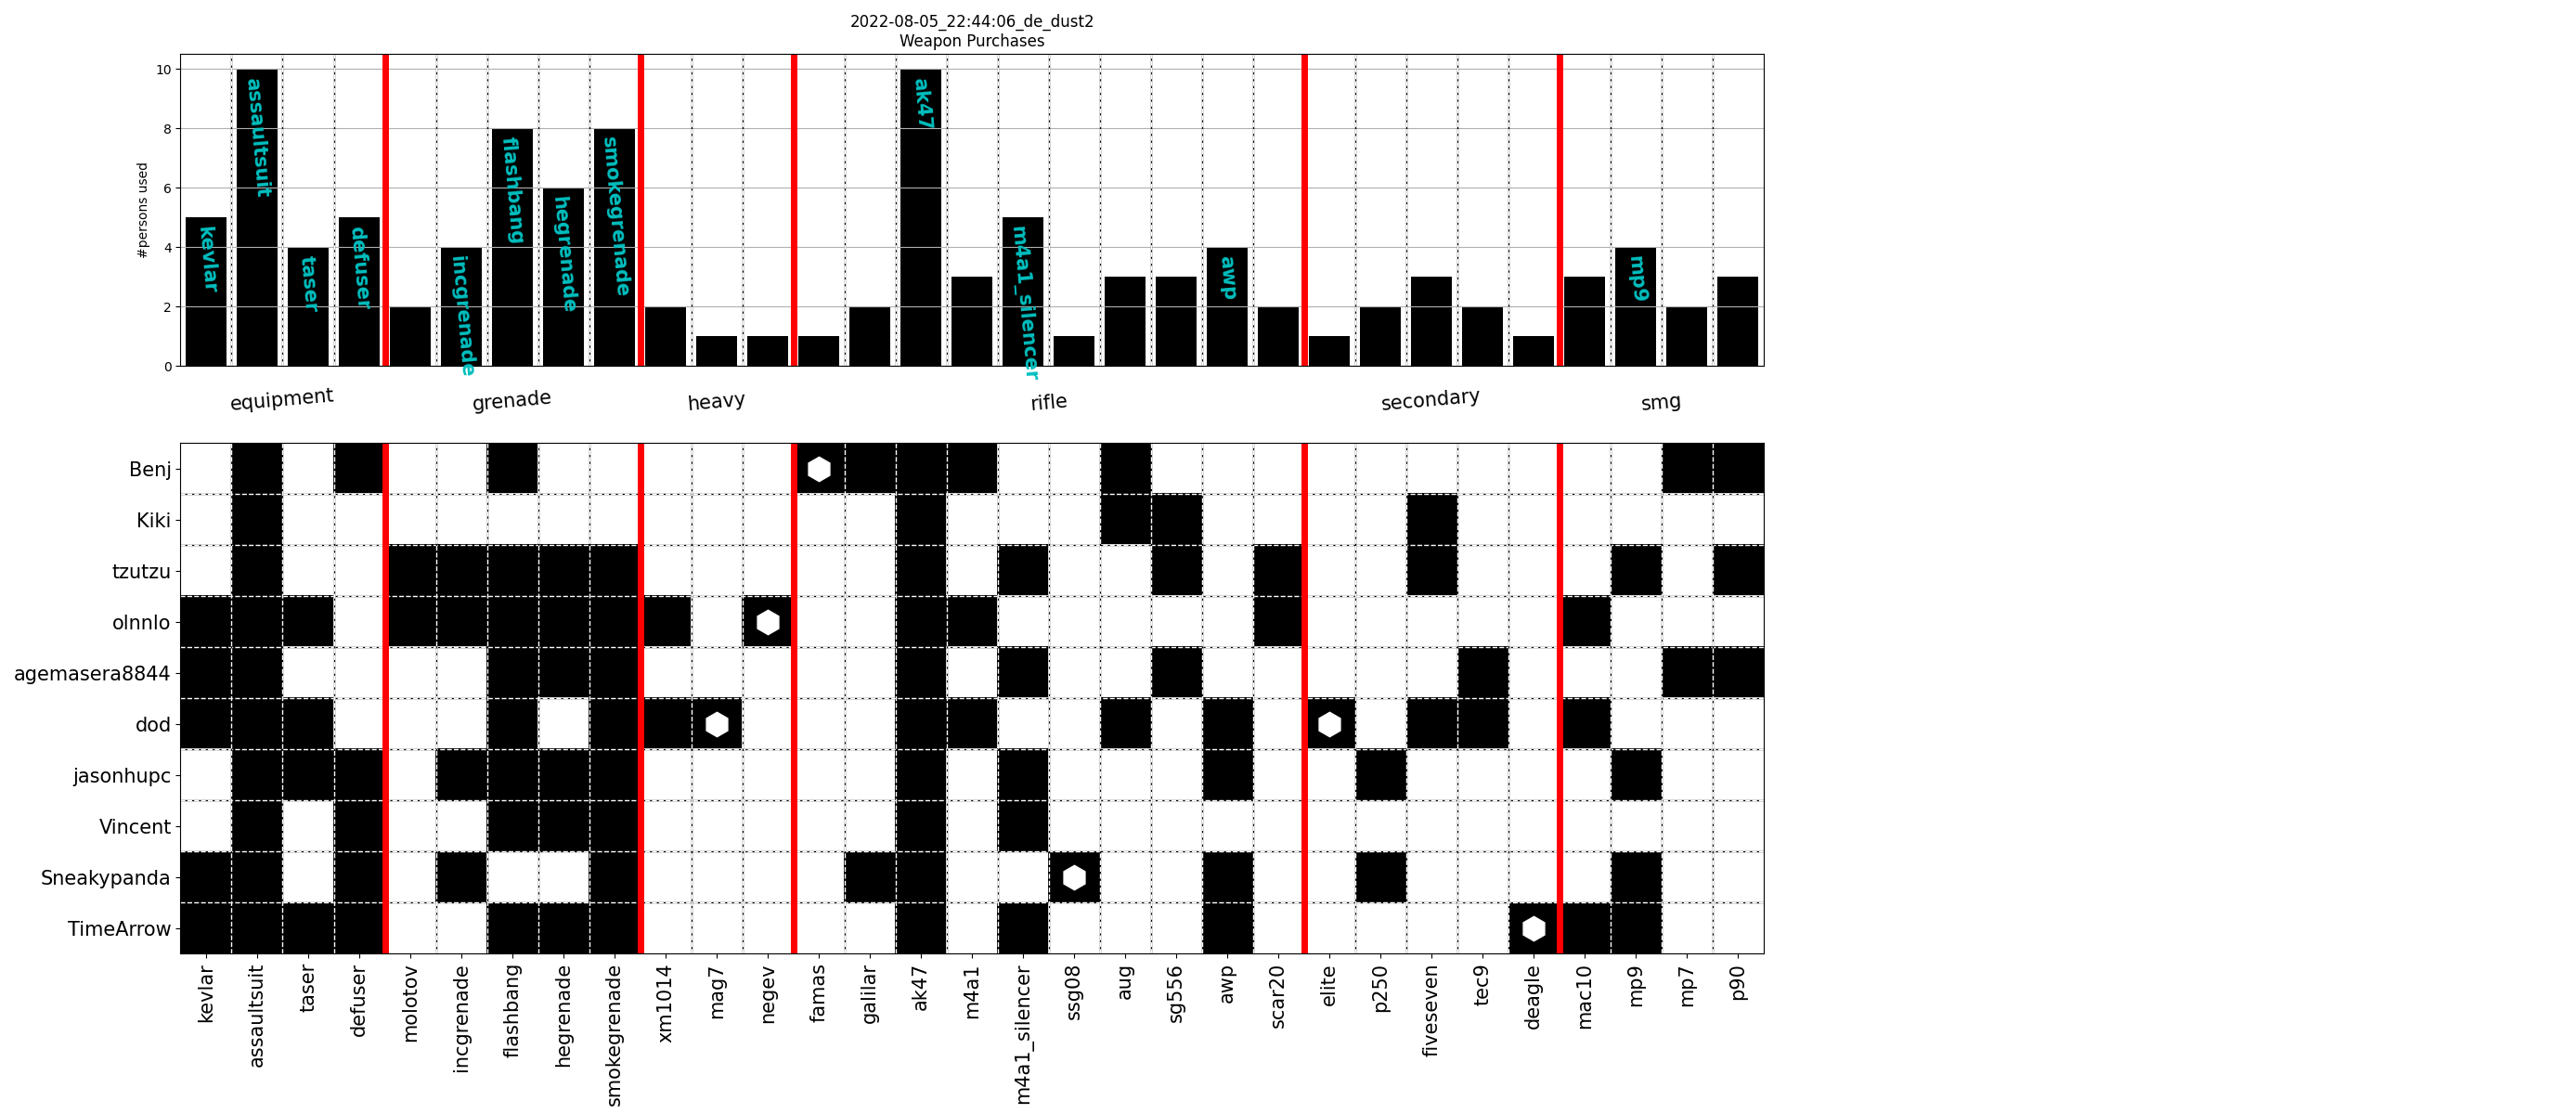 2022-08-05_22:44:06_de_dust2
Weapon Purchases
#persons used
10
8
6
4
2
0
kevlar
assaultsuit
taser
defuser
incgrenade
flashbang
hegrenade
smokegrenade
ak47
m4a1_silencer
awp
mp9
equipment
grenade
heavy
rifle
secondary
smg
Benj
Kiki
tzutzu
olnnlo
agemasera8844
dod
jasonhupc
Vincent
Sneakypanda
TimeArrow
kevlar
assaultsuit
taser
defuser
molotov
incgrenade
flashbang
hegrenade
smokegrenade
xm1014
mag7
negev
famas
galilar
ak47
m4a1
m4a1_silencer
ssg08
aug
sg556
awp
scar20
elite
p250
fiveseven
tec9
deagle
mac10
mp9
mp7
p90